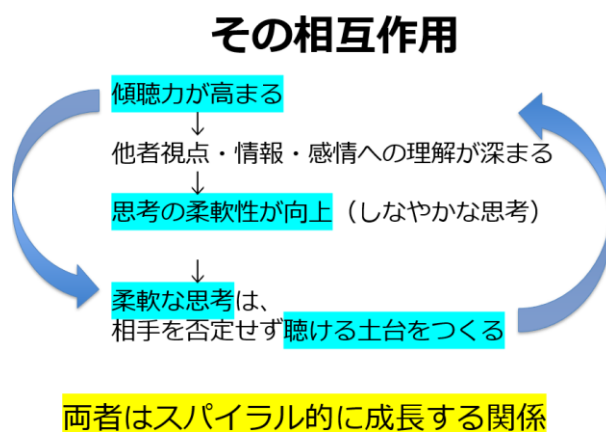 その相互作用
傾聴力が高まる
↓
他者視点・情報・感情への理解が深まる
↓
思考の柔軟性が向上（しなやかな思考）
↓
柔軟な思考は、
相手を否定せず聴ける土台をつくる
両者はスパイラル的に成長する関係